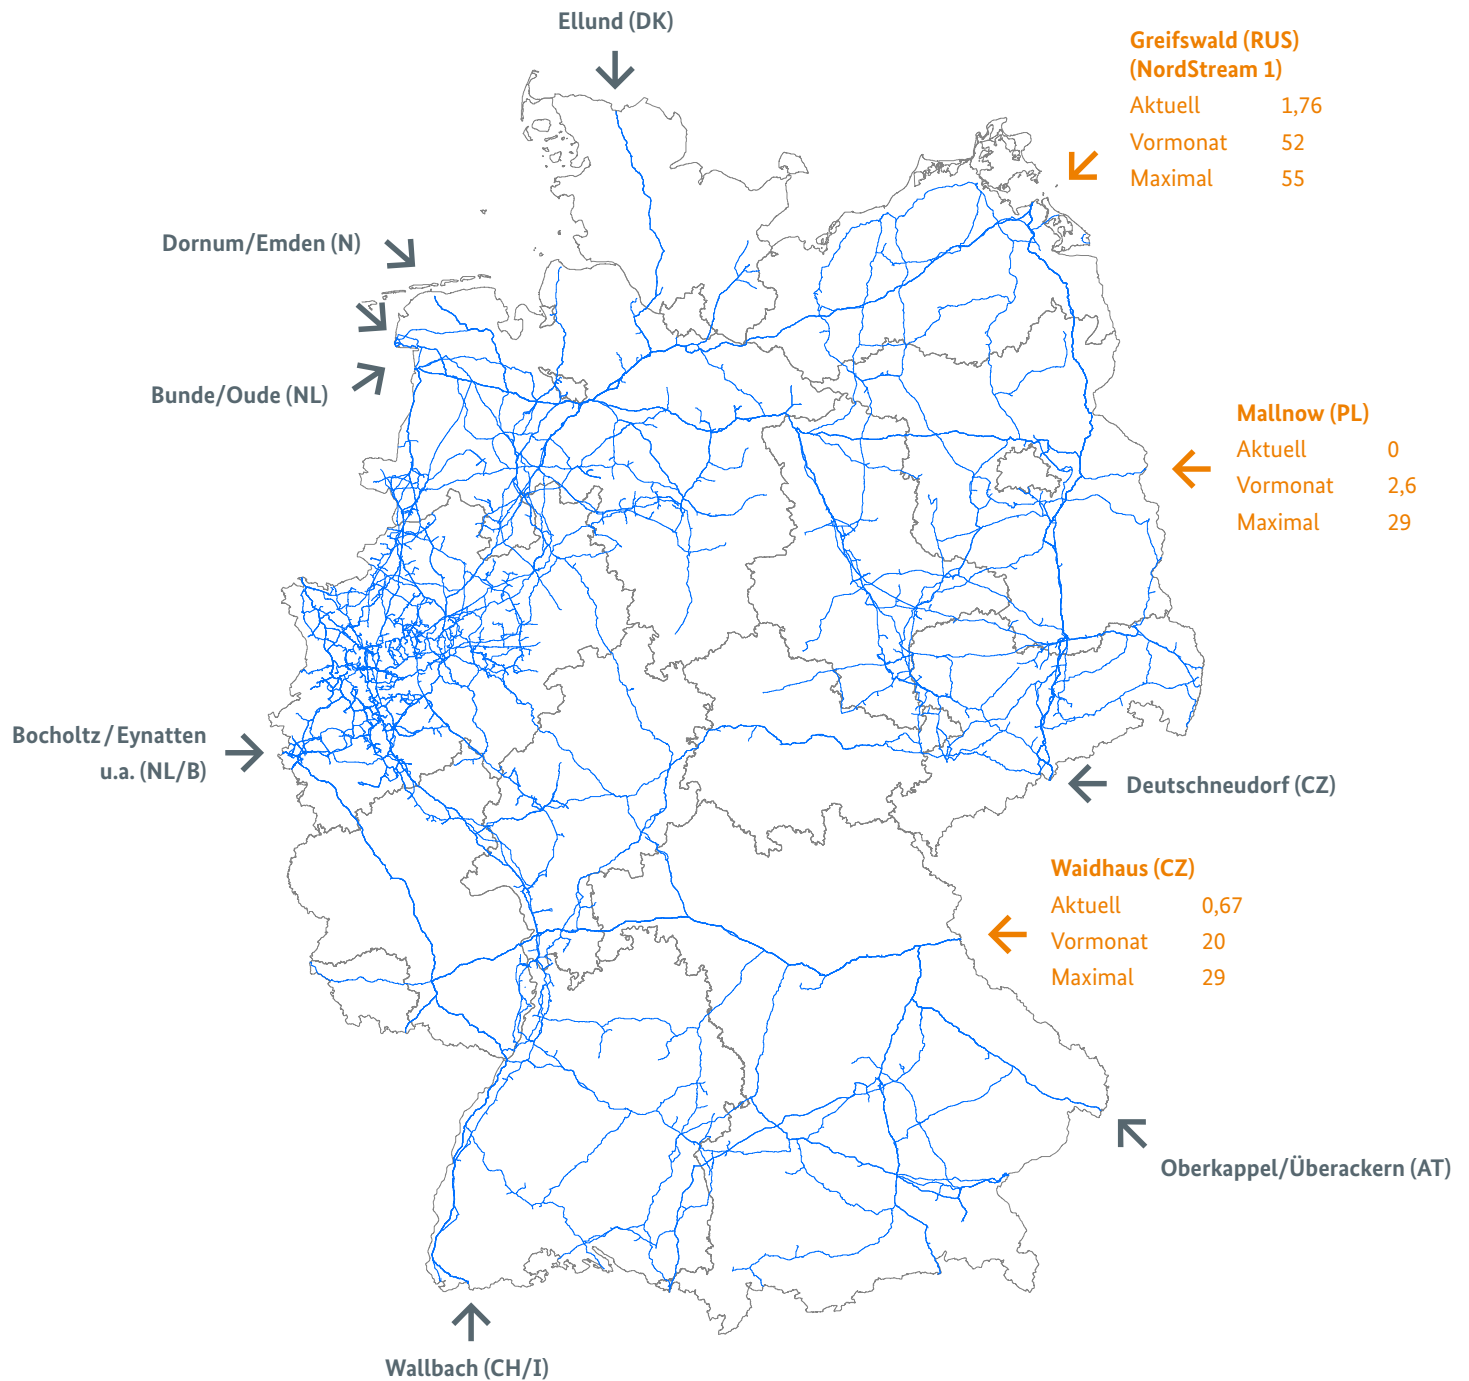 Ellund (DK)
Greifswald (RUS)
(NordStream 1)
Aktuell 1,76
Vormonat 52
Maximal 55
Dornum/Emden (N)
Bunde/Oude (NL)
Mallnow (PL)
Aktuell 0
Vormonat 2,6
Maximal 29
Bocholtz / Eynatten
u.a. (NL/B)
Deutschneudorf (CZ)
Waidhaus (CZ)
Aktuell 0,67
Vormonat 20
Maximal 29
Oberkappel/Überackern (AT)
Wallbach (CH/I)